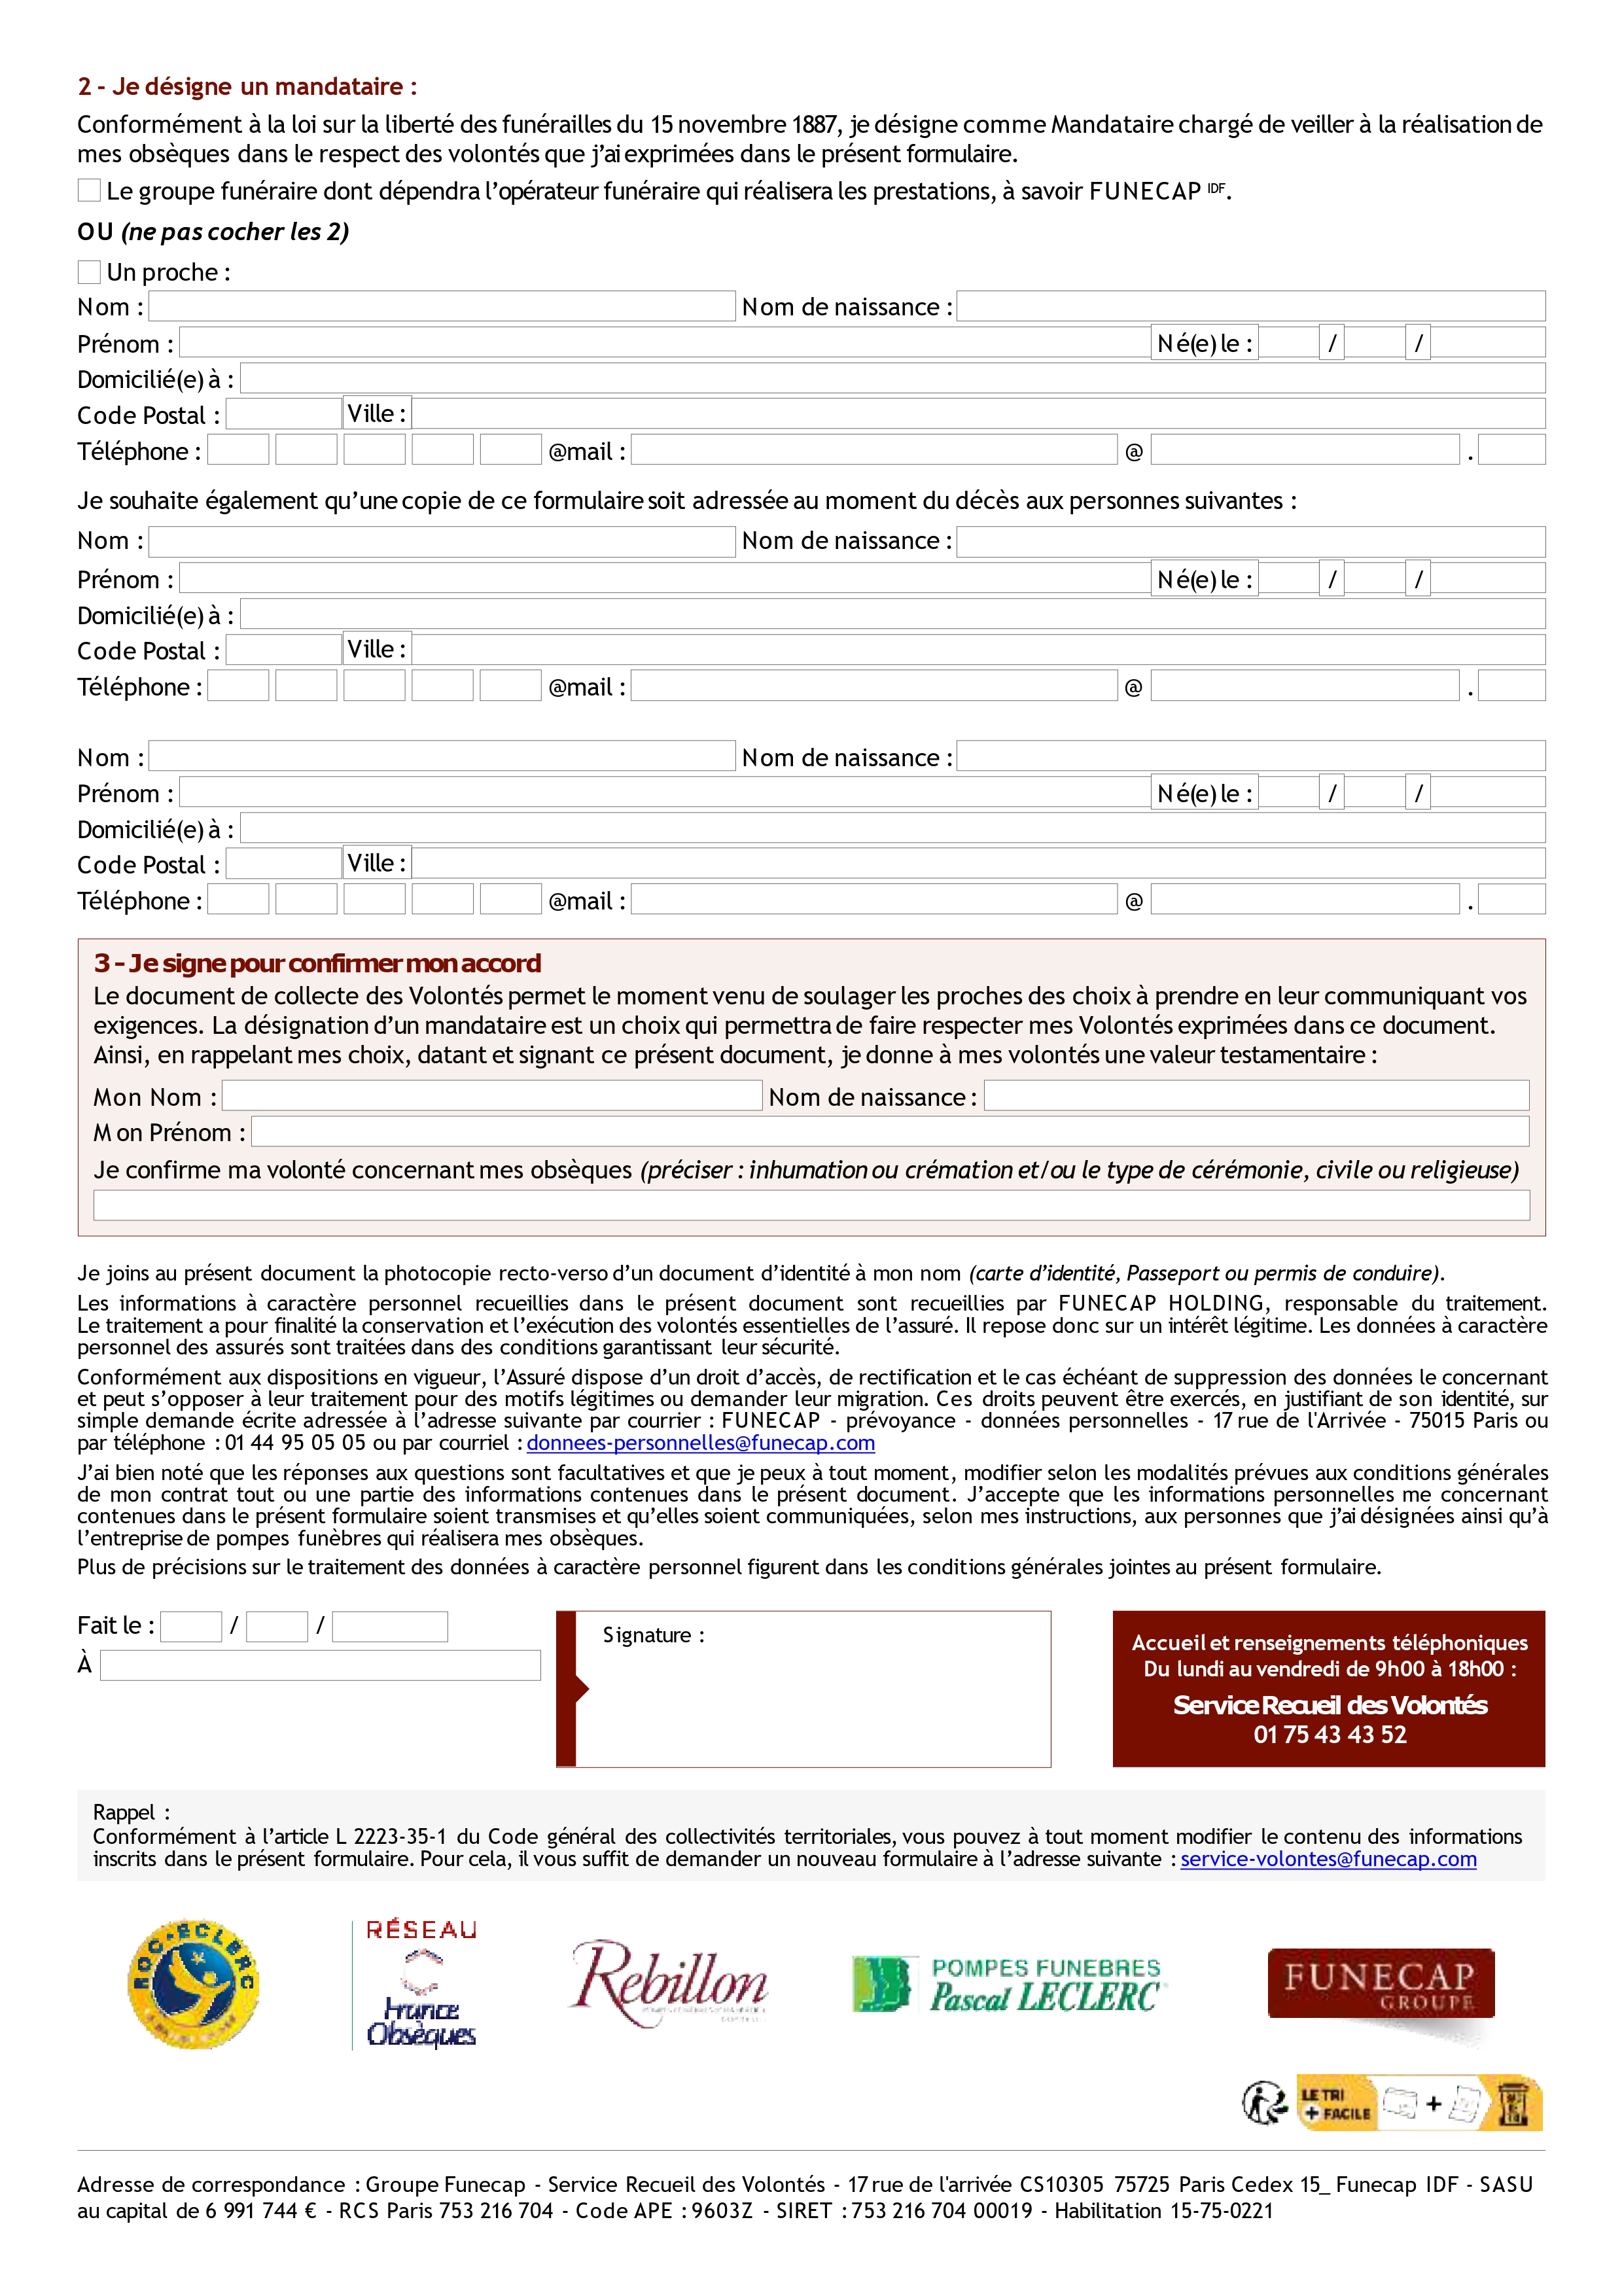 2 - Je désigne un mandataire :
Conformément à la loi sur la liberté des funérailles du 15 novembre 1887, je désigne comme Mandataire chargé de veiller à la réalisation de
mes obsèques dans le respect des volontés que j’ai exprimées dans le présent formulaire.
Le groupe funéraire dont dépendra l’opérateur funéraire qui réalisera les prestations, à savoir FUNECAP IDF.
OU (ne pas cocher les 2)
Un proche :
Nom : Nom de naissance :
Prénom : Né(e) le : / /
Domicilié(e) à :
Code Postal : Ville :
Téléphone : @mail : @ .
Je souhaite également qu’une copie de ce formulaire soit adressée au moment du décès aux personnes suivantes :
Nom : Nom de naissance :
Prénom : Né(e) le : / /
Domicilié(e) à :
Code Postal : Ville :
Téléphone : @mail : @ .
Nom : Nom de naissance :
Prénom : Né(e) le : / /
Domicilié(e) à :
Code Postal : Ville :
Téléphone : @mail : @ .
3 - Je signe pour confirmer mon accord
Le document de collecte des Volontés permet le moment venu de soulager les proches des choix à prendre en leur communiquant vos
exigences. La désignation d’un mandataire est un choix qui permettra de faire respecter mes Volontés exprimées dans ce document.
Ainsi, en rappelant mes choix, datant et signant ce présent document, je donne à mes volontés une valeur testamentaire :
Mon Nom : Nom de naissance :
Mon Prénom :
Je confirme ma volonté concernant mes obsèques (préciser : inhumation ou crémation et/ou le type de cérémonie, civile ou religieuse)
Je joins au présent document la photocopie recto-verso d’un document d’identité à mon nom (carte d’identité, Passeport ou permis de conduire).
Les informations à caractère personnel recueillies dans le présent document sont recueillies par FUNECAP HOLDING, responsable du traitement.
Le traitement a pour finalité la conservation et l’exécution des volontés essentielles de l’assuré. Il repose donc sur un intérêt légitime. Les données à caractère
personnel des assurés sont traitées dans des conditions garantissant leur sécurité.
Conformément aux dispositions en vigueur, l’Assuré dispose d’un droit d’accès, de rectification et le cas échéant de suppression des données le concernant
et peut s’opposer à leur traitement pour des motifs légitimes ou demander leur migration. Ces droits peuvent être exercés, en justifiant de son identité, sur
simple demande écrite adressée à l’adresse suivante par courrier : FUNECAP - prévoyance - données personnelles - 17 rue de l'Arrivée - 75015 Paris ou
par téléphone : 01 44 95 05 05 ou par courriel : donnees-personnelles@funecap.com
J’ai bien noté que les réponses aux questions sont facultatives et que je peux à tout moment, modifier selon les modalités prévues aux conditions générales
de mon contrat tout ou une partie des informations contenues dans le présent document. J’accepte que les informations personnelles me concernant
contenues dans le présent formulaire soient transmises et qu’elles soient communiquées, selon mes instructions, aux personnes que j’ai désignées ainsi qu’à
l’entreprise de pompes funèbres qui réalisera mes obsèques.
Plus de précisions sur le traitement des données à caractère personnel figurent dans les conditions générales jointes au présent formulaire.
Fait le : / /
À
Signature :
Accueil et renseignements téléphoniques
Du lundi au vendredi de 9h00 à 18h00 :
Service Recueil des Volontés
01 75 43 43 52
Rappel :
Conformément à l’article L 2223-35-1 du Code général des collectivités territoriales, vous pouvez à tout moment modifier le contenu des informations
inscrits dans le présent formulaire. Pour cela, il vous suffit de demander un nouveau formulaire à l’adresse suivante : service-volontes@funecap.com
ROC-ECLERC
RÉSEAU
France
Obsèques
Rebillon
POMPES FUNEBRES
Pascal LECLERC
FUNECAP
GROUPE
LE TRI
+ FACILE
+
Adresse de correspondance : Groupe Funecap - Service Recueil des Volontés - 17 rue de l'arrivée CS10305 75725 Paris Cedex 15_ Funecap IDF - SASU
au capital de 6 991 744 € - RCS Paris 753 216 704 - Code APE : 9603Z - SIRET : 753 216 704 00019 - Habilitation 15-75-0221